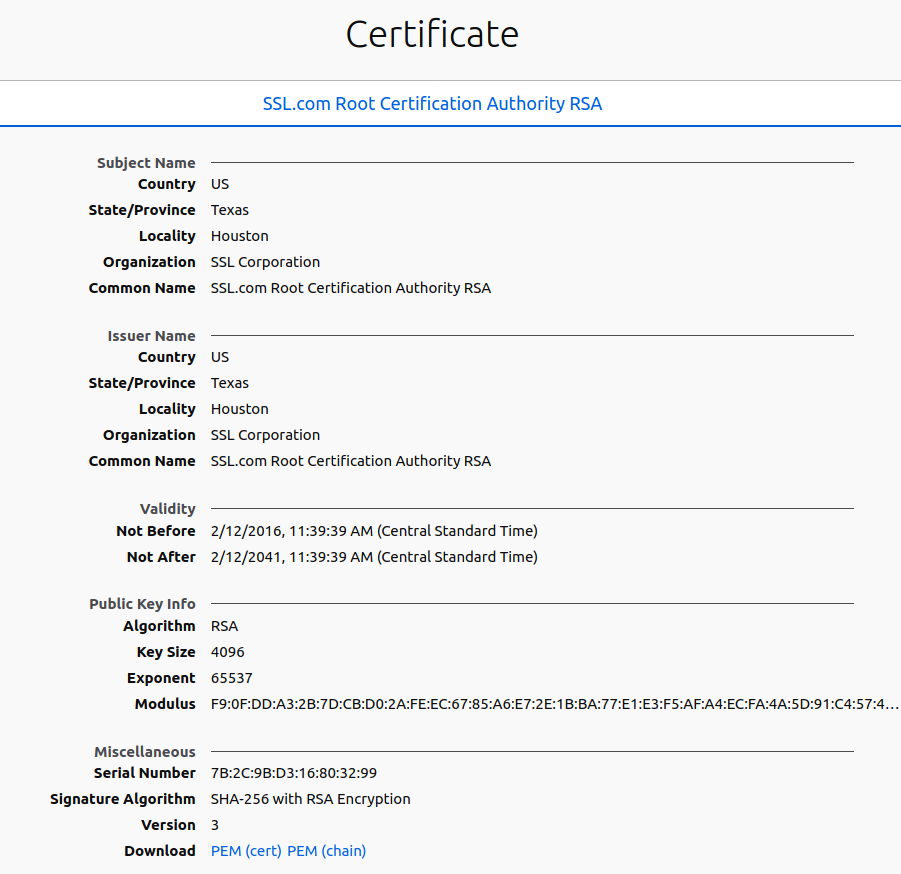 Certificate
SSL.com Root Certification Authority RSA
Subject Name
Country US
State/Province Texas
Locality Houston
Organization SSL Corporation
Common Name SSL.com Root Certification Authority RSA
Issuer Name
Country US
State/Province Texas
Locality Houston
Organization SSL Corporation
Common Name SSL.com Root Certification Authority RSA
Validity
Not Before 2/12/2016, 11:39:39 AM (Central Standard Time)
Not After 2/12/2041, 11:39:39 AM (Central Standard Time)
Public Key Info
Algorithm RSA
Key Size 4096
Exponent 65537
Modulus F9:0F:DD:A3:2B:7D:CB:D0:2A:FE:EC:67:85:A6:E7:2E:1B:BA:77:E1:E3:F5:AF:A4:EC:FA:4A:5D:91:C4:57:4…
Miscellaneous
Serial Number 7B:2C:9B:D3:16:80:32:99
Signature Algorithm SHA-256 with RSA Encryption
Version 3
Download PEM (cert) PEM (chain)